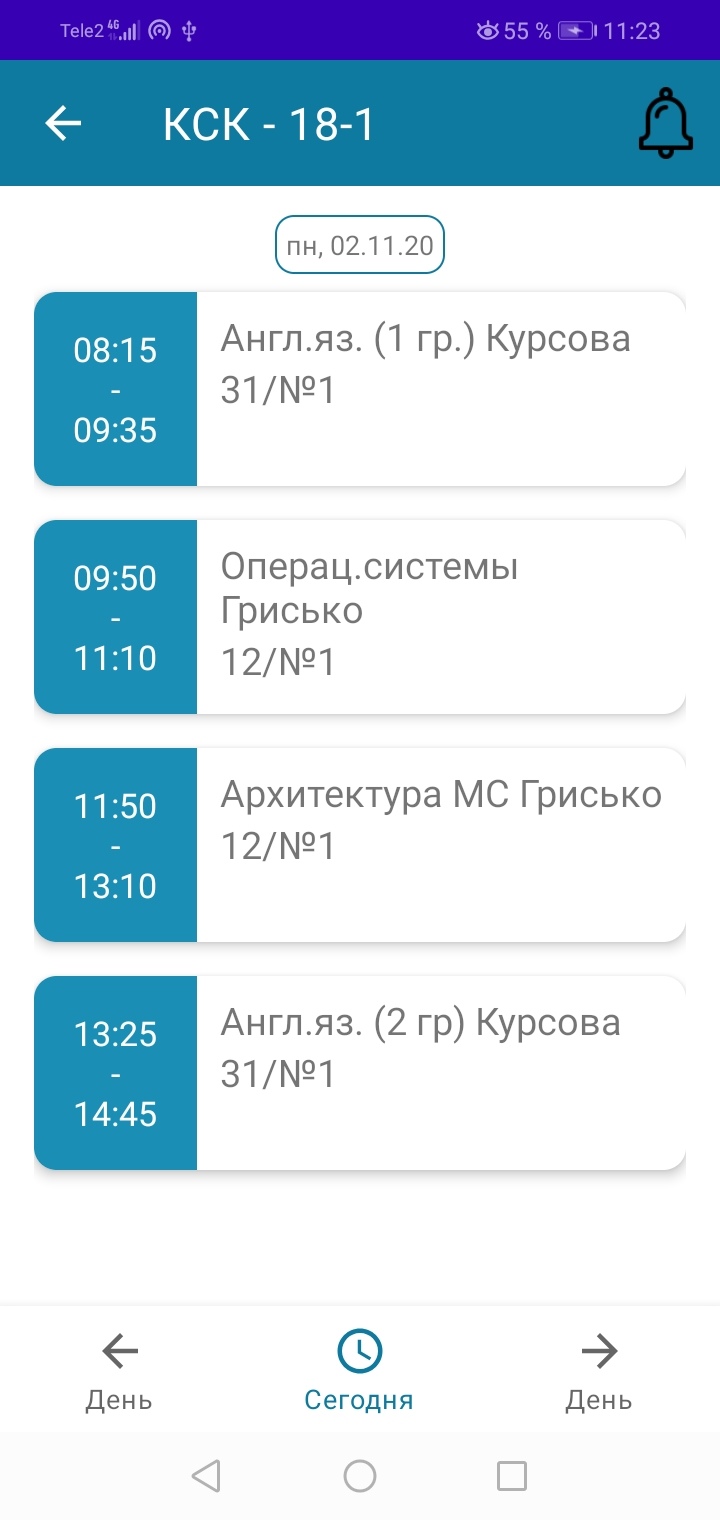 Tele2 4G 55 % 11:23
КСК - 18-1
пн, 02.11.20
08:15
-
09:35
Англ.яз. (1 гр.) Курсова
31/№1
09:50
-
11:10
Операц.системы
Грисько
12/№1
11:50
-
13:10
Архитектура МС Грисько
12/№1
13:25
-
14:45
Англ.яз. (2 гр) Курсова
31/№1
День
Сегодня
День